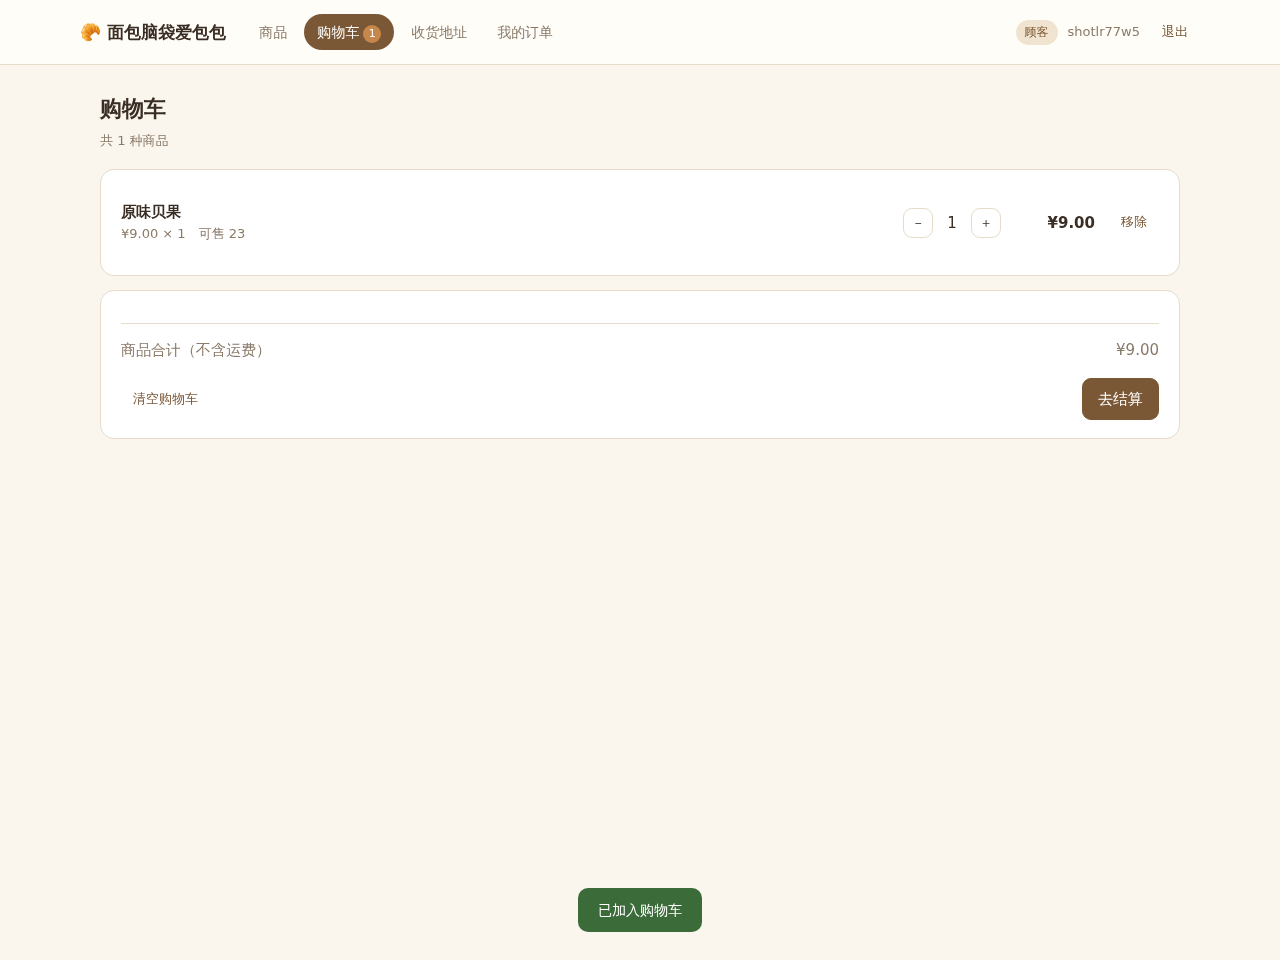 🥐 面包脑袋爱包包 商品 购物车 1 收货地址 我的订单 顾客 shotlr77w5 退出
购物车
共 1 种商品
原味贝果
¥9.00 × 1 可售 23
− 1 + ¥9.00 移除
商品合计（不含运费） ¥9.00
清空购物车 去结算
已加入购物车